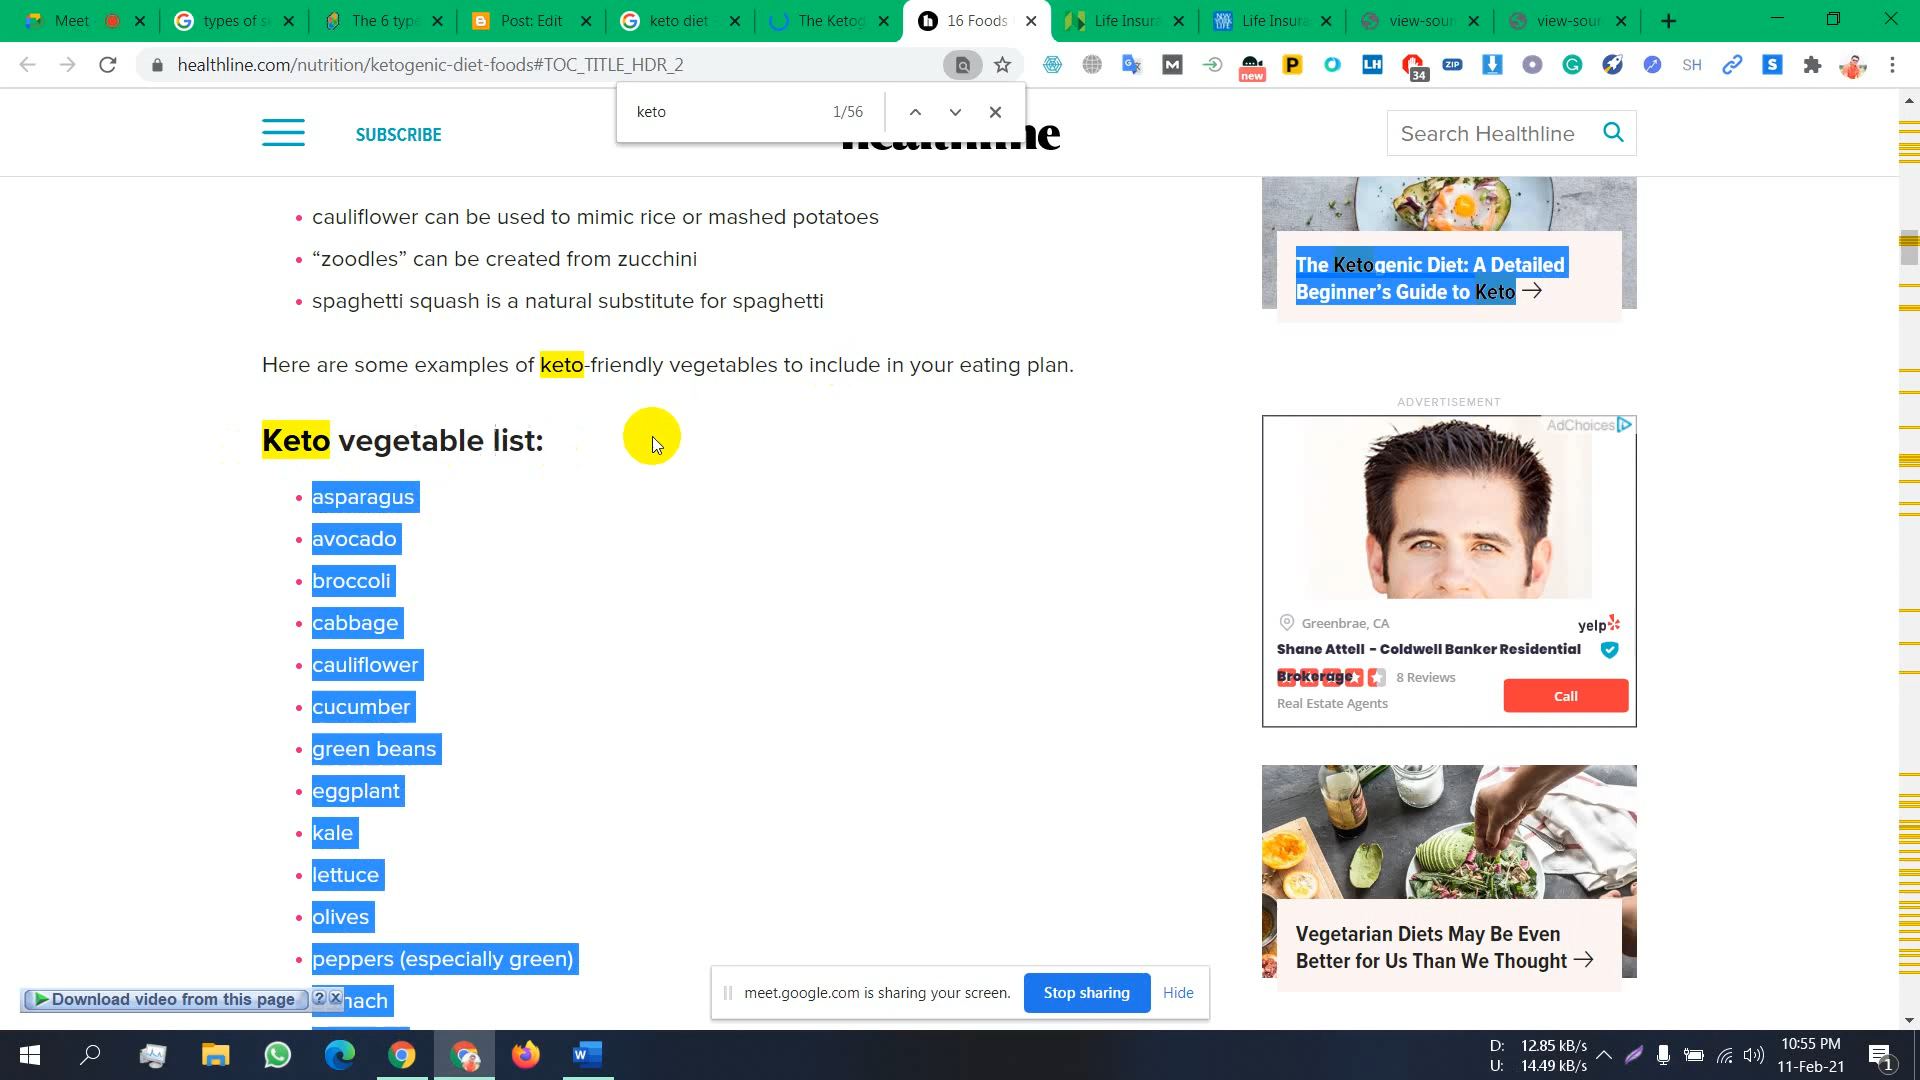 Meet
types of s
The 6 type
Post: Edit
keto diet -
The Ketog
16 Foods
Life Insura
Life Insura
view-sour
view-sour
healthline.com/nutrition/ketogenic-diet-foods#TOC_TITLE_HDR_2
new
34
LH
ZIP
SH
keto
1/56
SUBSCRIBE
healthline
Search Healthline
• cauliflower can be used to mimic rice or mashed potatoes
• “zoodles” can be created from zucchini
• spaghetti squash is a natural substitute for spaghetti
Here are some examples of keto-friendly vegetables to include in your eating plan.
Keto vegetable list:
• asparagus
• avocado
• broccoli
• cabbage
• cauliflower
• cucumber
• green beans
• eggplant
• kale
• lettuce
• olives
• peppers (especially green)
nach
The Ketogenic Diet: A Detailed
Beginner’s Guide to Keto →
ADVERTISEMENT
AdChoices
Greenbrae, CA
yelp
Shane Attell - Coldwell Banker Residential
Brokerage
8 Reviews
Real Estate Agents
Call
Vegetarian Diets May Be Even
Better for Us Than We Thought →
Download video from this page
?
meet.google.com is sharing your screen.
Stop sharing
Hide
D: 12.85 kB/s
U: 14.49 kB/s
10:55 PM
11-Feb-21
1